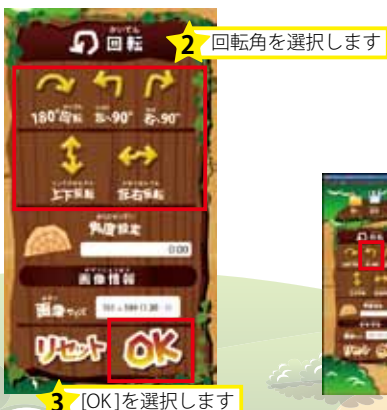 かいてん
回転
2 回転角を選択します
180°反転 左へ90° 右へ90°
上下反転 左右反転
角度設定
0.00
画像情報
画像サイズ
リセット OK
3 [OK]を選択します